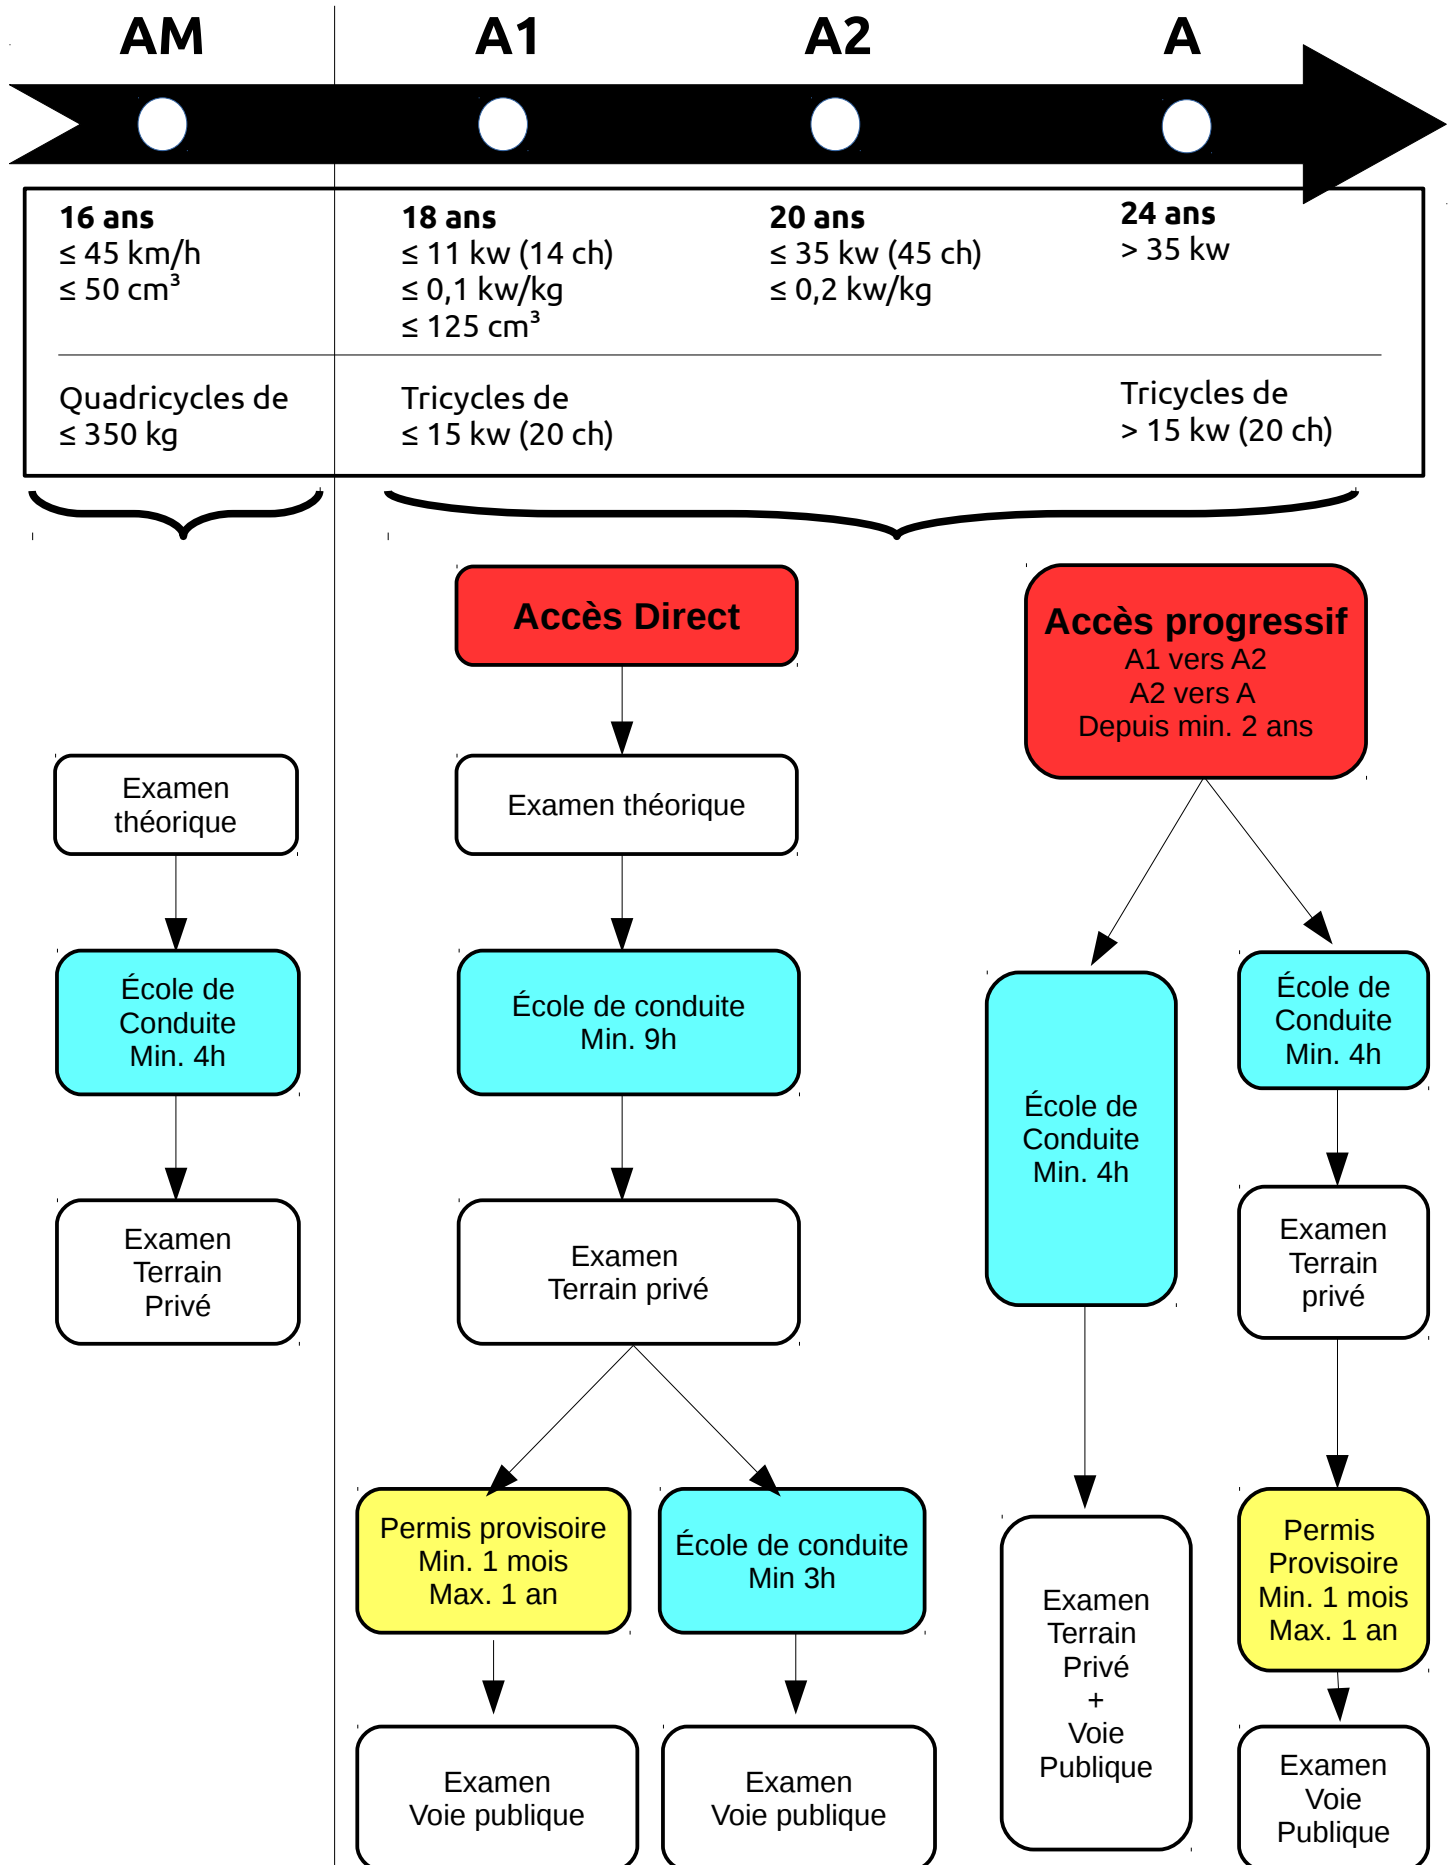 AM
A1
A2
A
16 ans
≤ 45 km/h
≤ 50 cm³
18 ans
≤ 11 kw (14 ch)
≤ 0,1 kw/kg
≤ 125 cm³
20 ans
≤ 35 kw (45 ch)
≤ 0,2 kw/kg
24 ans
> 35 kw
Quadricycles de
≤ 350 kg
Tricycles de
≤ 15 kw (20 ch)
Tricycles de
> 15 kw (20 ch)
Examen
théorique
École de
Conduite
Min. 4h
Examen
Terrain
Privé
Accès Direct
Examen théorique
École de conduite
Min. 9h
Examen
Terrain privé
Permis provisoire
Min. 1 mois
Max. 1 an
Examen
Voie publique
École de conduite
Min 3h
Examen
Voie publique
Accès progressif
A1 vers A2
A2 vers A
Depuis min. 2 ans
École de
Conduite
Min. 4h
Examen
Terrain
Privé
+
Voie
Publique
École de
Conduite
Min. 4h
Examen
Terrain
privé
Permis
Provisoire
Min. 1 mois
Max. 1 an
Examen
Voie
Publique